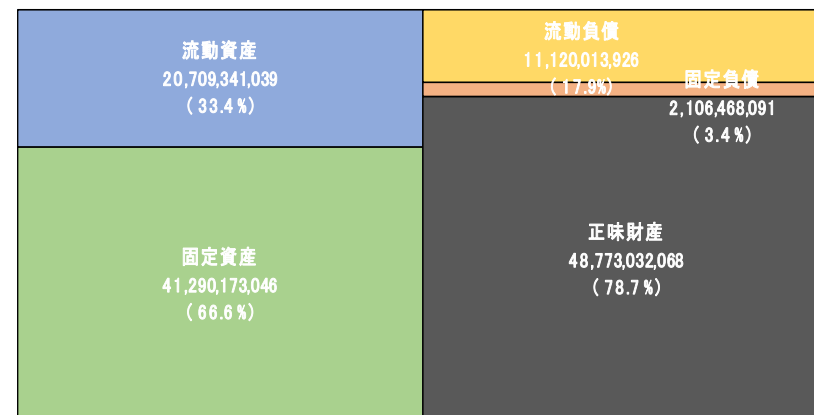 流動資産
20,709,341,039
(33.4%)
固定資産
41,290,173,046
(66.6%)
流動負債
11,120,013,926
(17.9%)
固定負債
2,106,468,091
(3.4%)
正味財産
48,773,032,068
(78.7%)